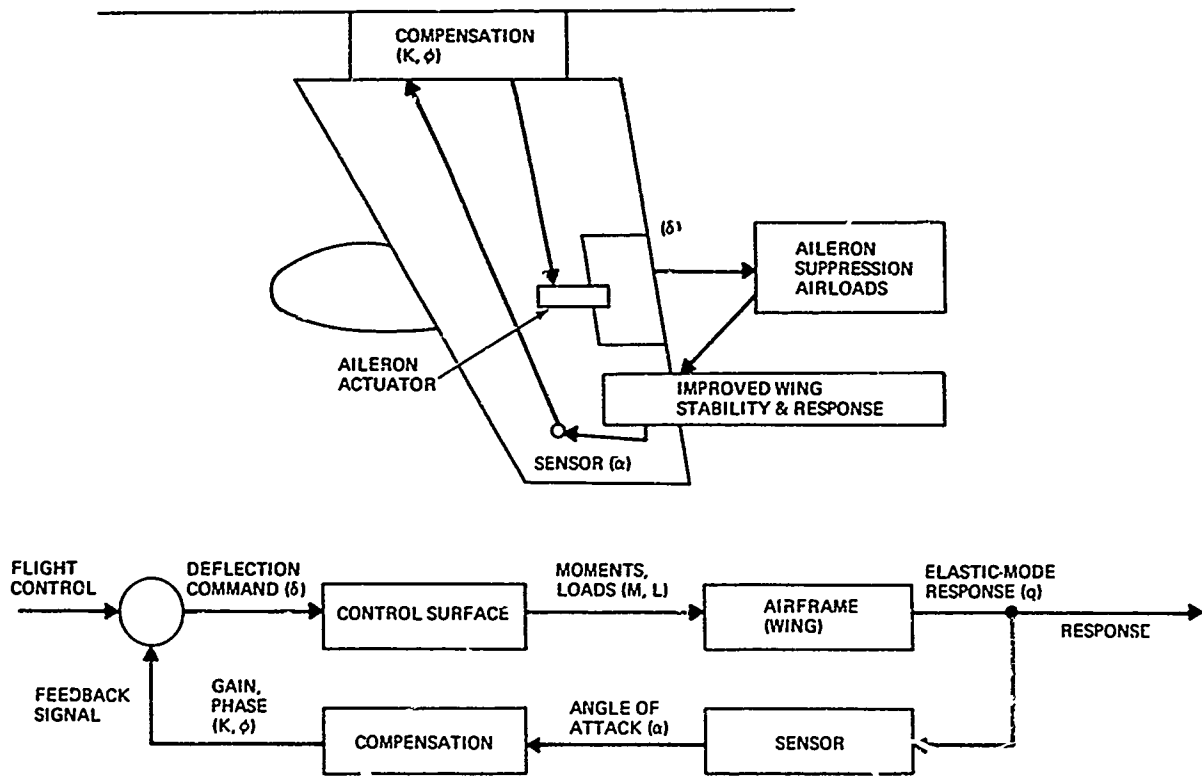 COMPENSATION
(K, ϕ)
(δ)
AILERON
SUPPRESSION
AIRLOADS
AILERON
ACTUATOR
IMPROVED WING
STABILITY & RESPONSE
SENSOR (α)
FLIGHT
CONTROL
DEFLECTION
COMMAND (δ)
CONTROL SURFACE
MOMENTS,
LOADS (M, L)
AIRFRAME
(WING)
ELASTIC-MODE
RESPONSE (q)
RESPONSE
FEEDBACK
SIGNAL
GAIN,
PHASE
(K, ϕ)
COMPENSATION
ANGLE OF
ATTACK (α)
SENSOR